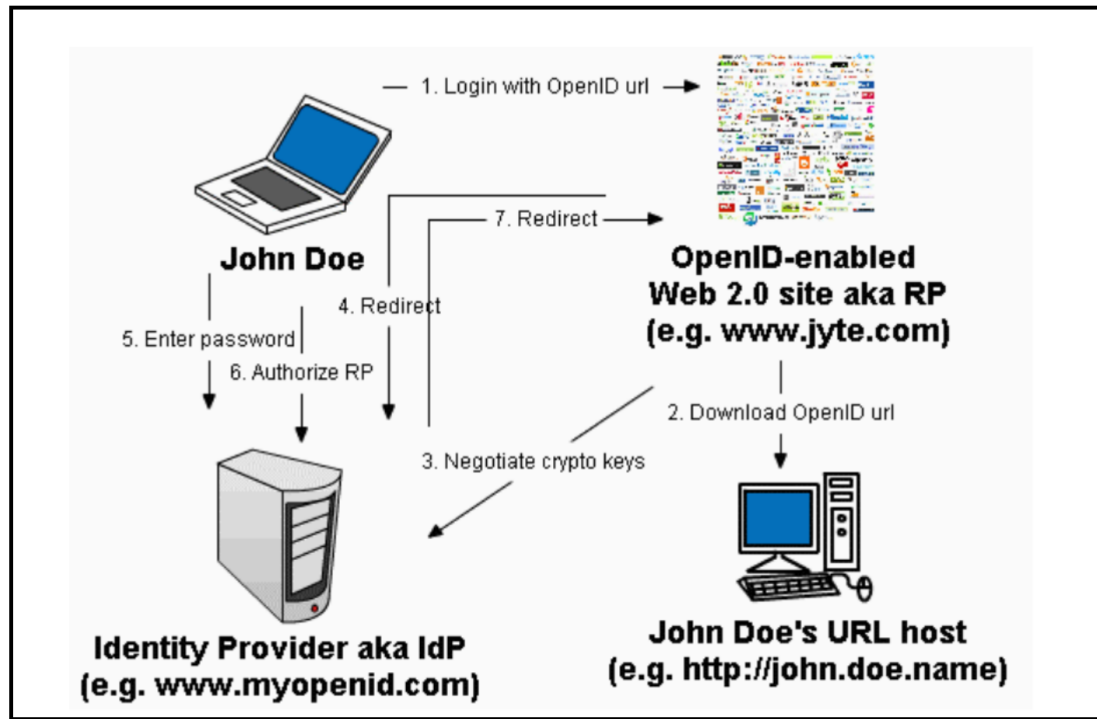 1. Login with OpenID url
7. Redirect
John Doe
OpenID-enabled
Web 2.0 site aka RP
(e.g. www.jyte.com)
4. Redirect
5. Enter password
6. Authorize RP
2. Download OpenID url
3. Negotiate crypto keys
Identity Provider aka IdP
(e.g. www.myopenid.com)
John Doe's URL host
(e.g. http://john.doe.name)